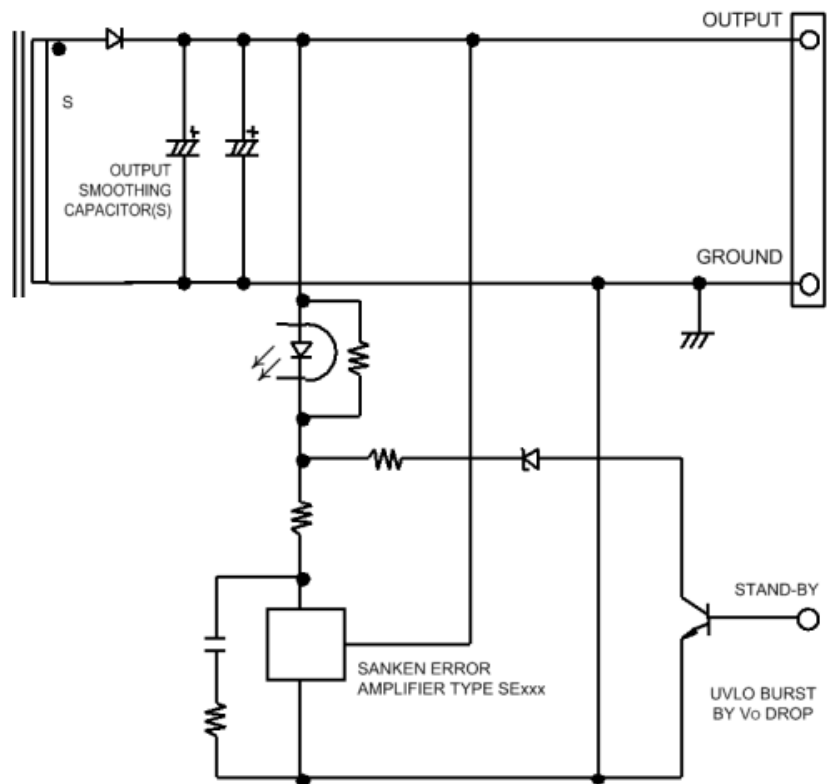 OUTPUT
S
OUTPUT
SMOOTHING
CAPACITOR(S)
GROUND
STAND-BY
SANKEN ERROR
AMPLIFIER TYPE SExxx
UVLO BURST
BY VO DROP